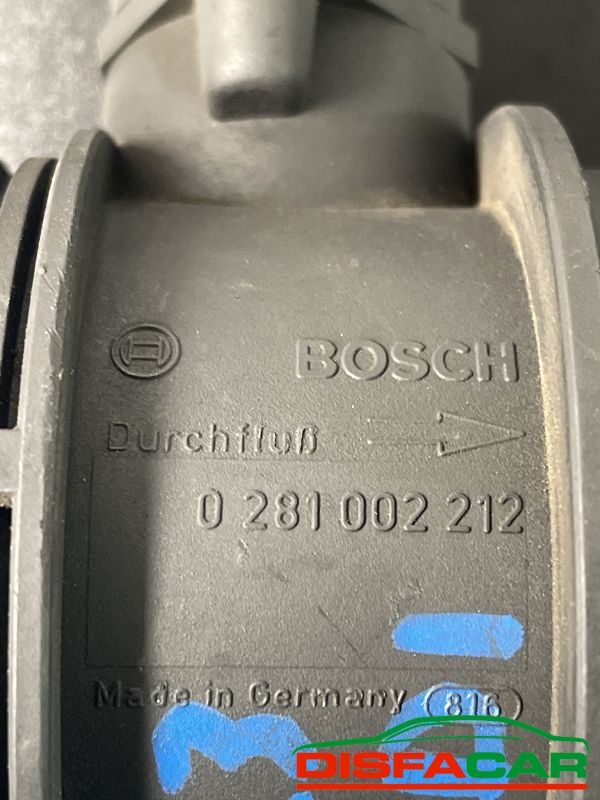 BOSCH
Durchfluß
0 281 002 212
Made in Germany 816
DISFACAR